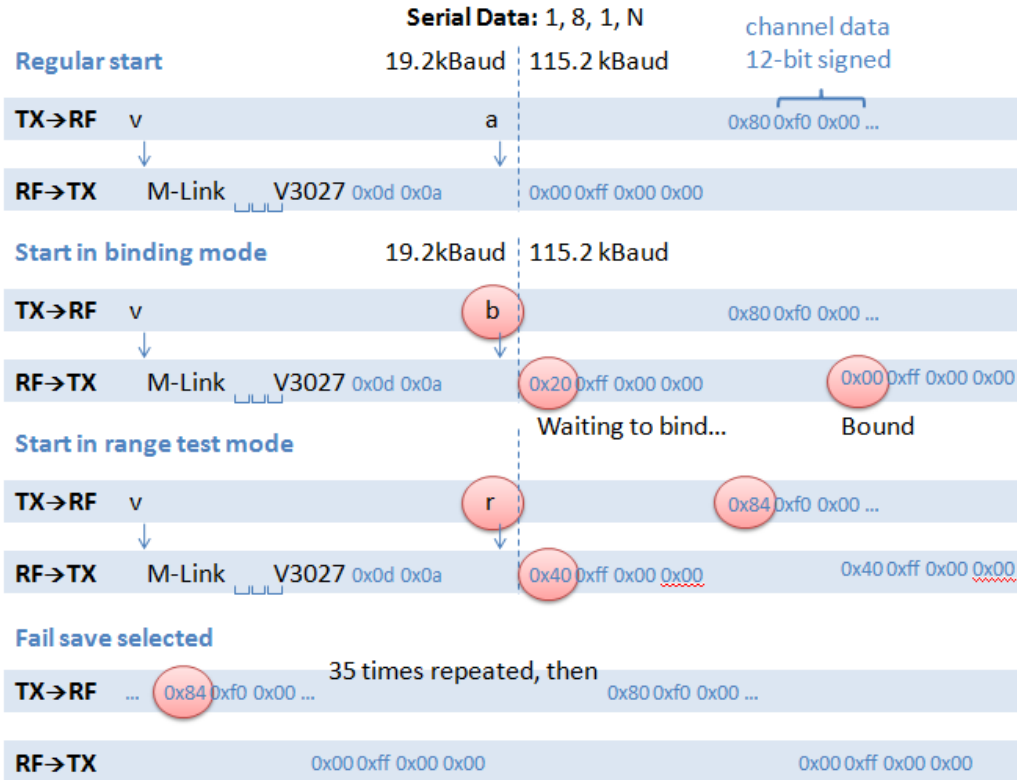 Serial Data: 1, 8, 1, N
channel data
12-bit signed
Regular start 19.2kBaud 115.2 kBaud
TX→RF v a 0x80 0xf0 0x00 ...
RF→TX M-Link V3027 0x0d 0x0a 0x00 0xff 0x00 0x00
Start in binding mode 19.2kBaud 115.2 kBaud
TX→RF v b 0x80 0xf0 0x00 ...
RF→TX M-Link V3027 0x0d 0x0a 0x20 0xff 0x00 0x00 0x00 0xff 0x00 0x00
Waiting to bind... Bound
Start in range test mode
TX→RF v r 0x84 0xf0 0x00 ...
RF→TX M-Link V3027 0x0d 0x0a 0x40 0xff 0x00 0x00 0x40 0xff 0x00 0x00
Fail save selected
35 times repeated, then
TX→RF ... 0x84 0xf0 0x00 ... 0x80 0xf0 0x00 ...
RF→TX 0x00 0xff 0x00 0x00 0x00 0xff 0x00 0x00